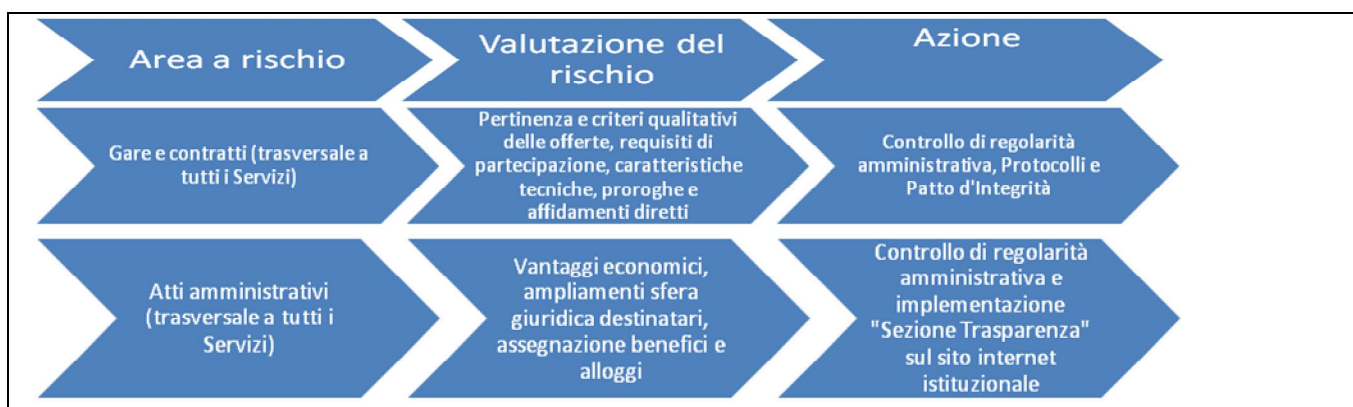 Area a rischio
Valutazione del
rischio
Azione
Gare e contratti (trasversale a
tutti i Servizi)
Pertinenza e criteri qualitativi
delle offerte, requisiti di
partecipazione, caratteristiche
tecniche, proroghe e
affidamenti diretti
Controllo di regolarità
amministrativa, Protocolli e
Patto d'Integrità
Atti amministrativi
(trasversale a tutti i
Servizi)
Vantaggi economici,
ampliamenti sfera
giuridica destinatari,
assegnazione benefici e
alloggi
Controllo di regolarità
amministrativa e
implementazione
"Sezione Trasparenza"
sul sito internet
istituzionale